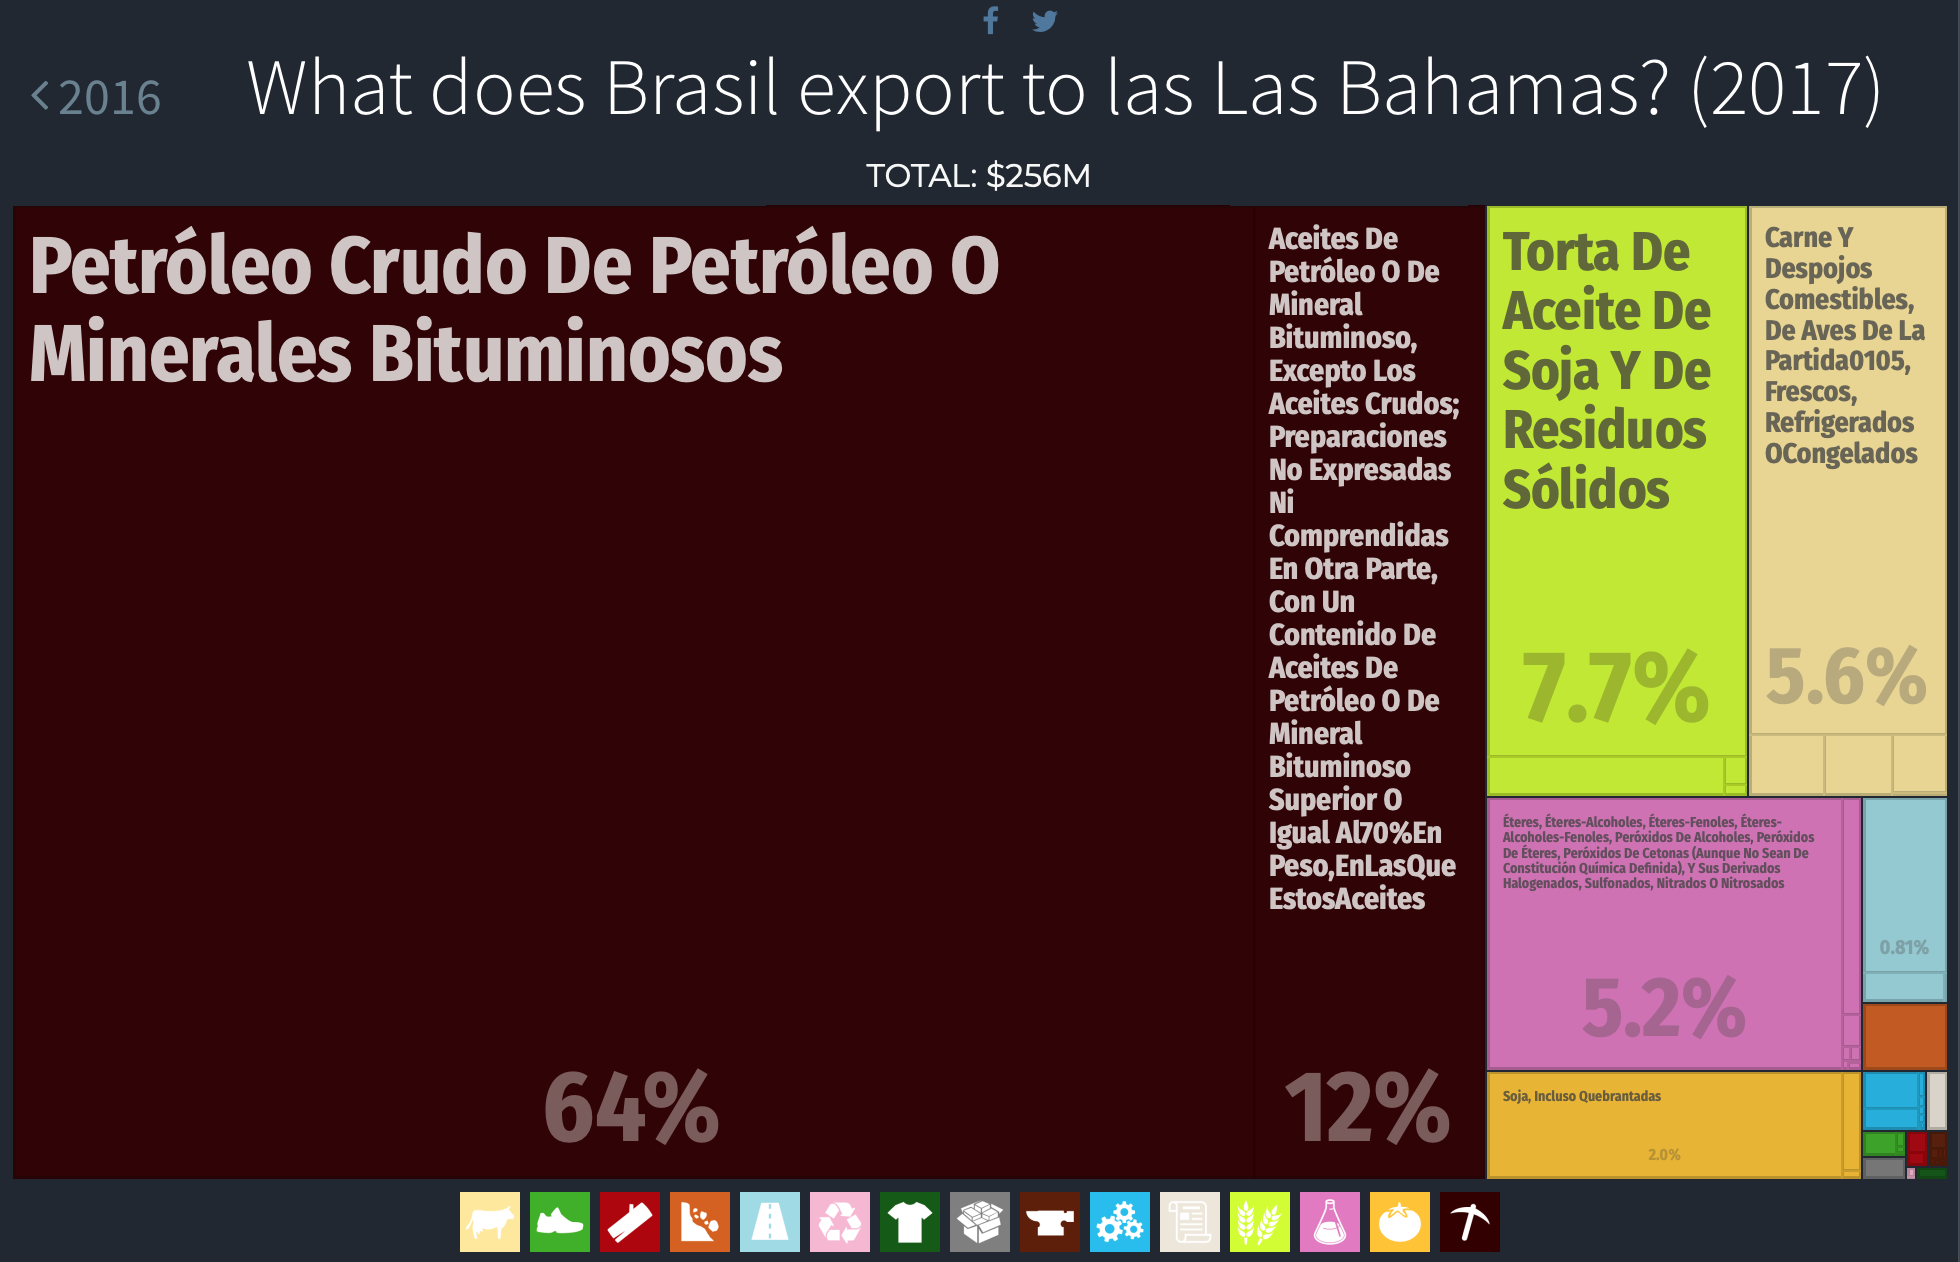 2016
What does Brasil export to las Las Bahamas? (2017)
TOTAL: $256M
Petróleo Crudo De Petróleo O
Minerales Bituminosos
64%
Aceites De
Petróleo O De
Mineral
Bituminoso,
Excepto Los
Aceites Crudos;
Preparaciones
No Expresadas
Ni
Comprendidas
En Otra Parte,
Con Un
Contenido De
Aceites De
Petróleo O De
Mineral
Bituminoso
Superior O
Igual Al70%En
Peso,EnLasQue
EstosAceites
12%
Torta De
Aceite De
Soja Y De
Residuos
Sólidos
7.7%
Carne Y
Despojos
Comestibles,
De Aves De La
Partida0105,
Frescos,
Refrigerados
OCongelados
5.6%
Éteres, Éteres-Alcoholes, Éteres-Fenoles, Éteres-
Alcoholes-Fenoles, Peróxidos De Alcoholes, Peróxidos
De Éteres, Peróxidos De Cetonas (Aunque No Sean De
Constitución Química Definida), Y Sus Derivados
Halogenados, Sulfonados, Nitrados O Nitrosados
5.2%
0.81%
Soja, Incluso Quebrantadas
2.0%